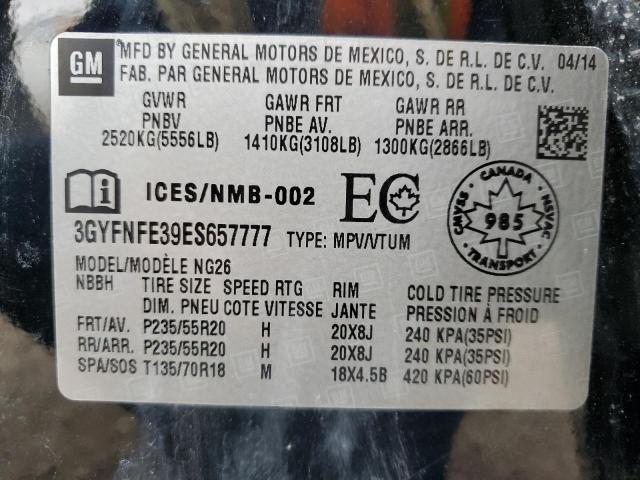 GM
MFD BY GENERAL MOTORS DE MEXICO, S. DE R.L. DE C.V. 04/14
FAB. PAR GENERAL MOTORS DE MEXICO, S. DE R.L. DE C.V.
GVWR GAWR FRT GAWR RR
PNBV PNBE AV. PNBE ARR.
2520KG(5556LB) 1410KG(3108LB) 1300KG(2866LB)
i ICES/NMB-002 EC
CANADA CMVSS 985 NSVAC TRANSPORT
3GYFNFE39ES657777 TYPE: MPV/VTUM
MODEL/MODÈLE NG26
NBBH TIRE SIZE SPEED RTG RIM COLD TIRE PRESSURE
DIM. PNEU COTE VITESSE JANTE PRESSION À FROID
FRT/AV. P235/55R20 H 20X8J 240 KPA(35PSI)
RR/ARR. P235/55R20 H 20X8J 240 KPA(35PSI)
SPA/SOS T135/70R18 M 18X4.5B 420 KPA(60PSI)